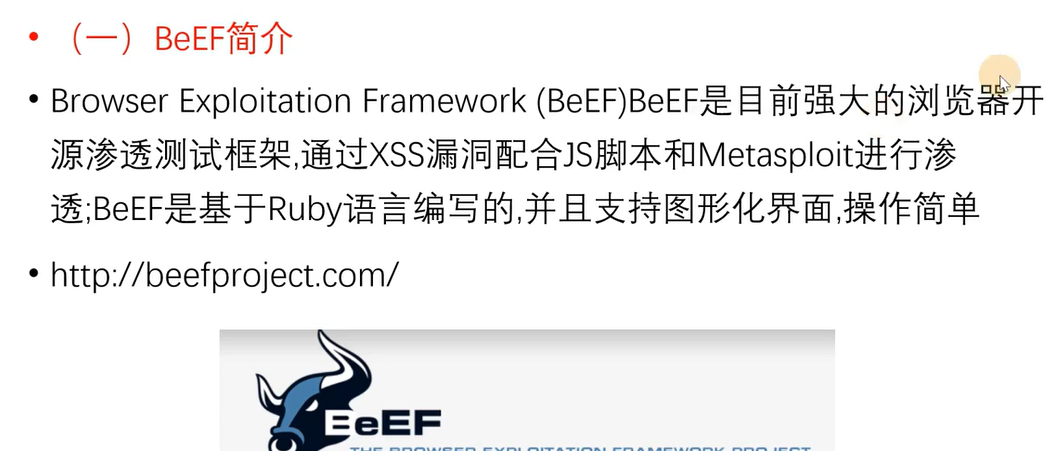 • （一）BeEF简介
• Browser Exploitation Framework (BeEF)BeEF是目前强大的浏览器开
源渗透测试框架,通过XSS漏洞配合JS脚本和Metasploit进行渗
透;BeEF是基于Ruby语言编写的,并且支持图形化界面,操作简单
• http://beefproject.com/
BeEF
THE BROWSER EXPLOITATION FRAMEWORK PROJECT